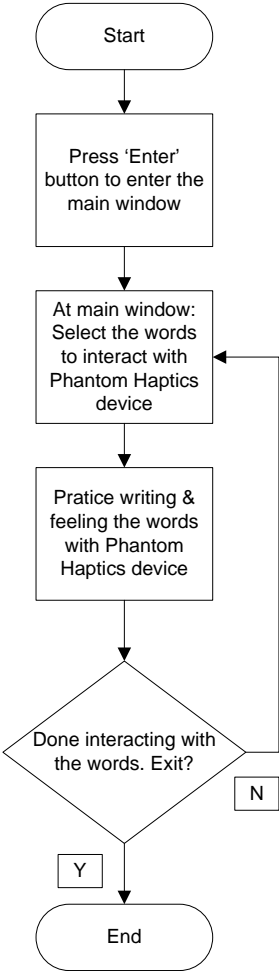 Start
Press ‘Enter’
button to enter the
main window
At main window:
Select the words
to interact with
Phantom Haptics
device
Pratice writing &
feeling the words
with Phantom
Haptics device
Done interacting with
the words. Exit?
N
Y
End